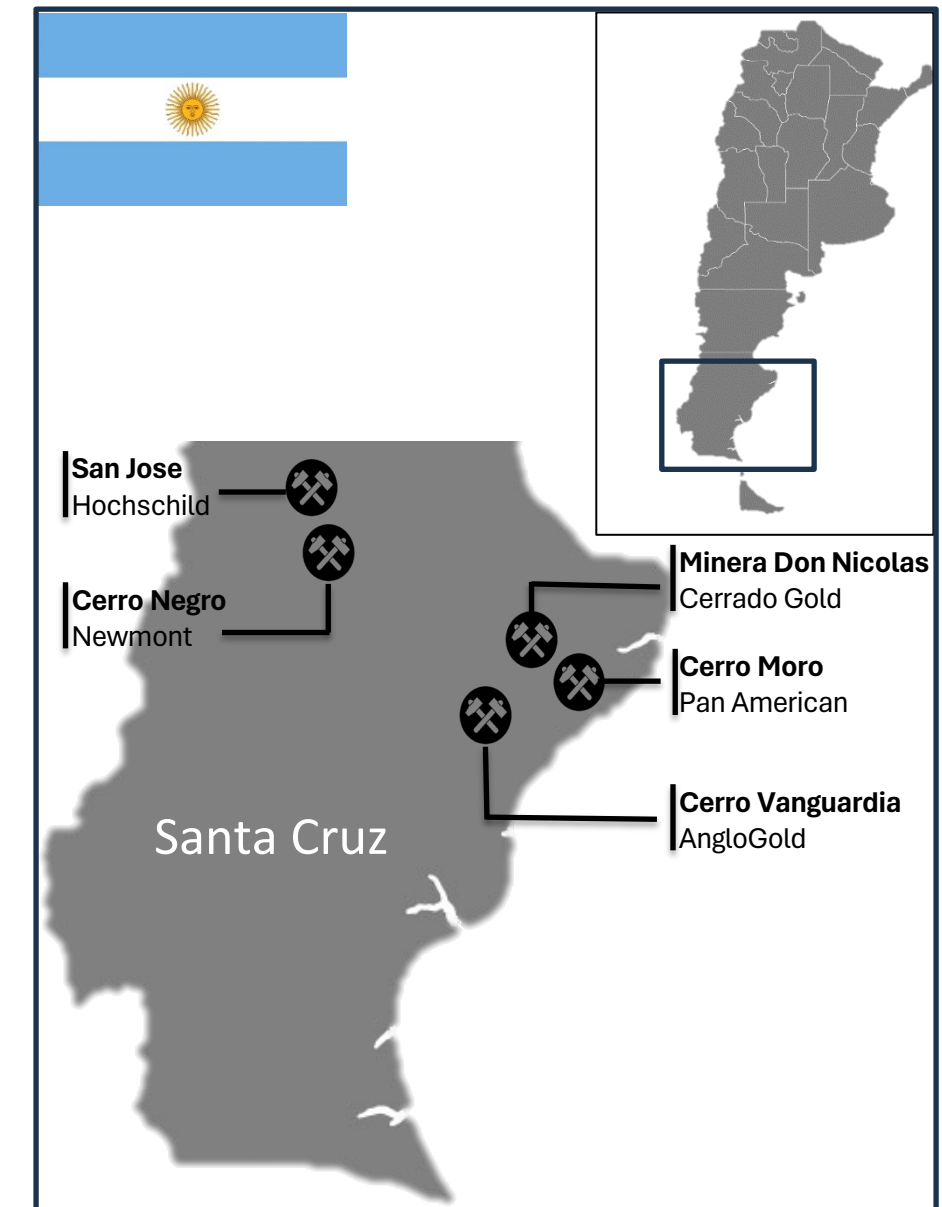 San Jose
Hochschild
Cerro Negro
Newmont
Minera Don Nicolas
Cerrado Gold
Cerro Moro
Pan American
Cerro Vanguardia
AngloGold
Santa Cruz